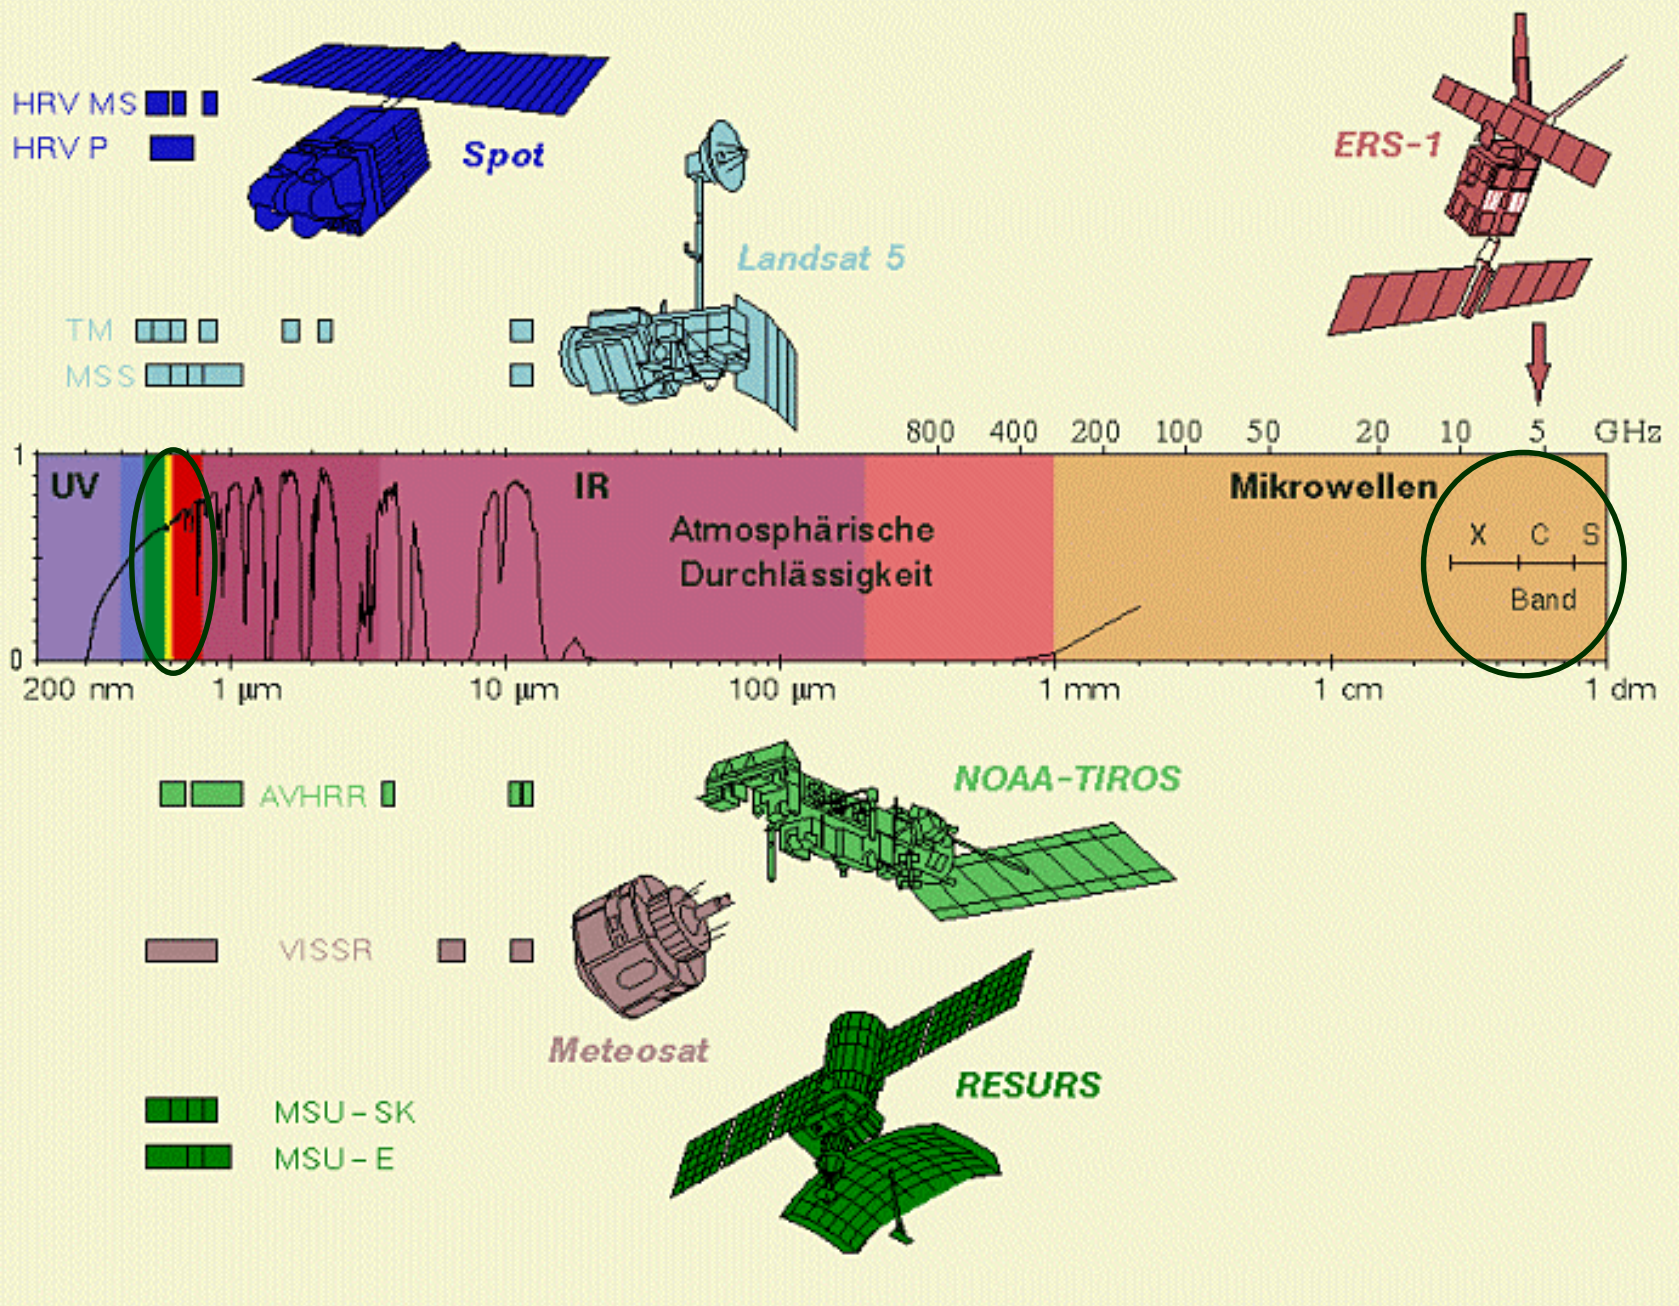 HRV MS
HRV P
Spot
ERS-1
Landsat 5
TM
MSS
800 400 200 100 50 20 10 5 GHz
1
UV IR Mikrowellen
Atmosphärische
Durchlässigkeit
X C S
Band
0
200 nm 1 µm 10 µm 100 µm 1 mm 1 cm 1 dm
NOAA-TIROS
AVHRR
VISSR
Meteosat
RESURS
MSU-SK
MSU-E